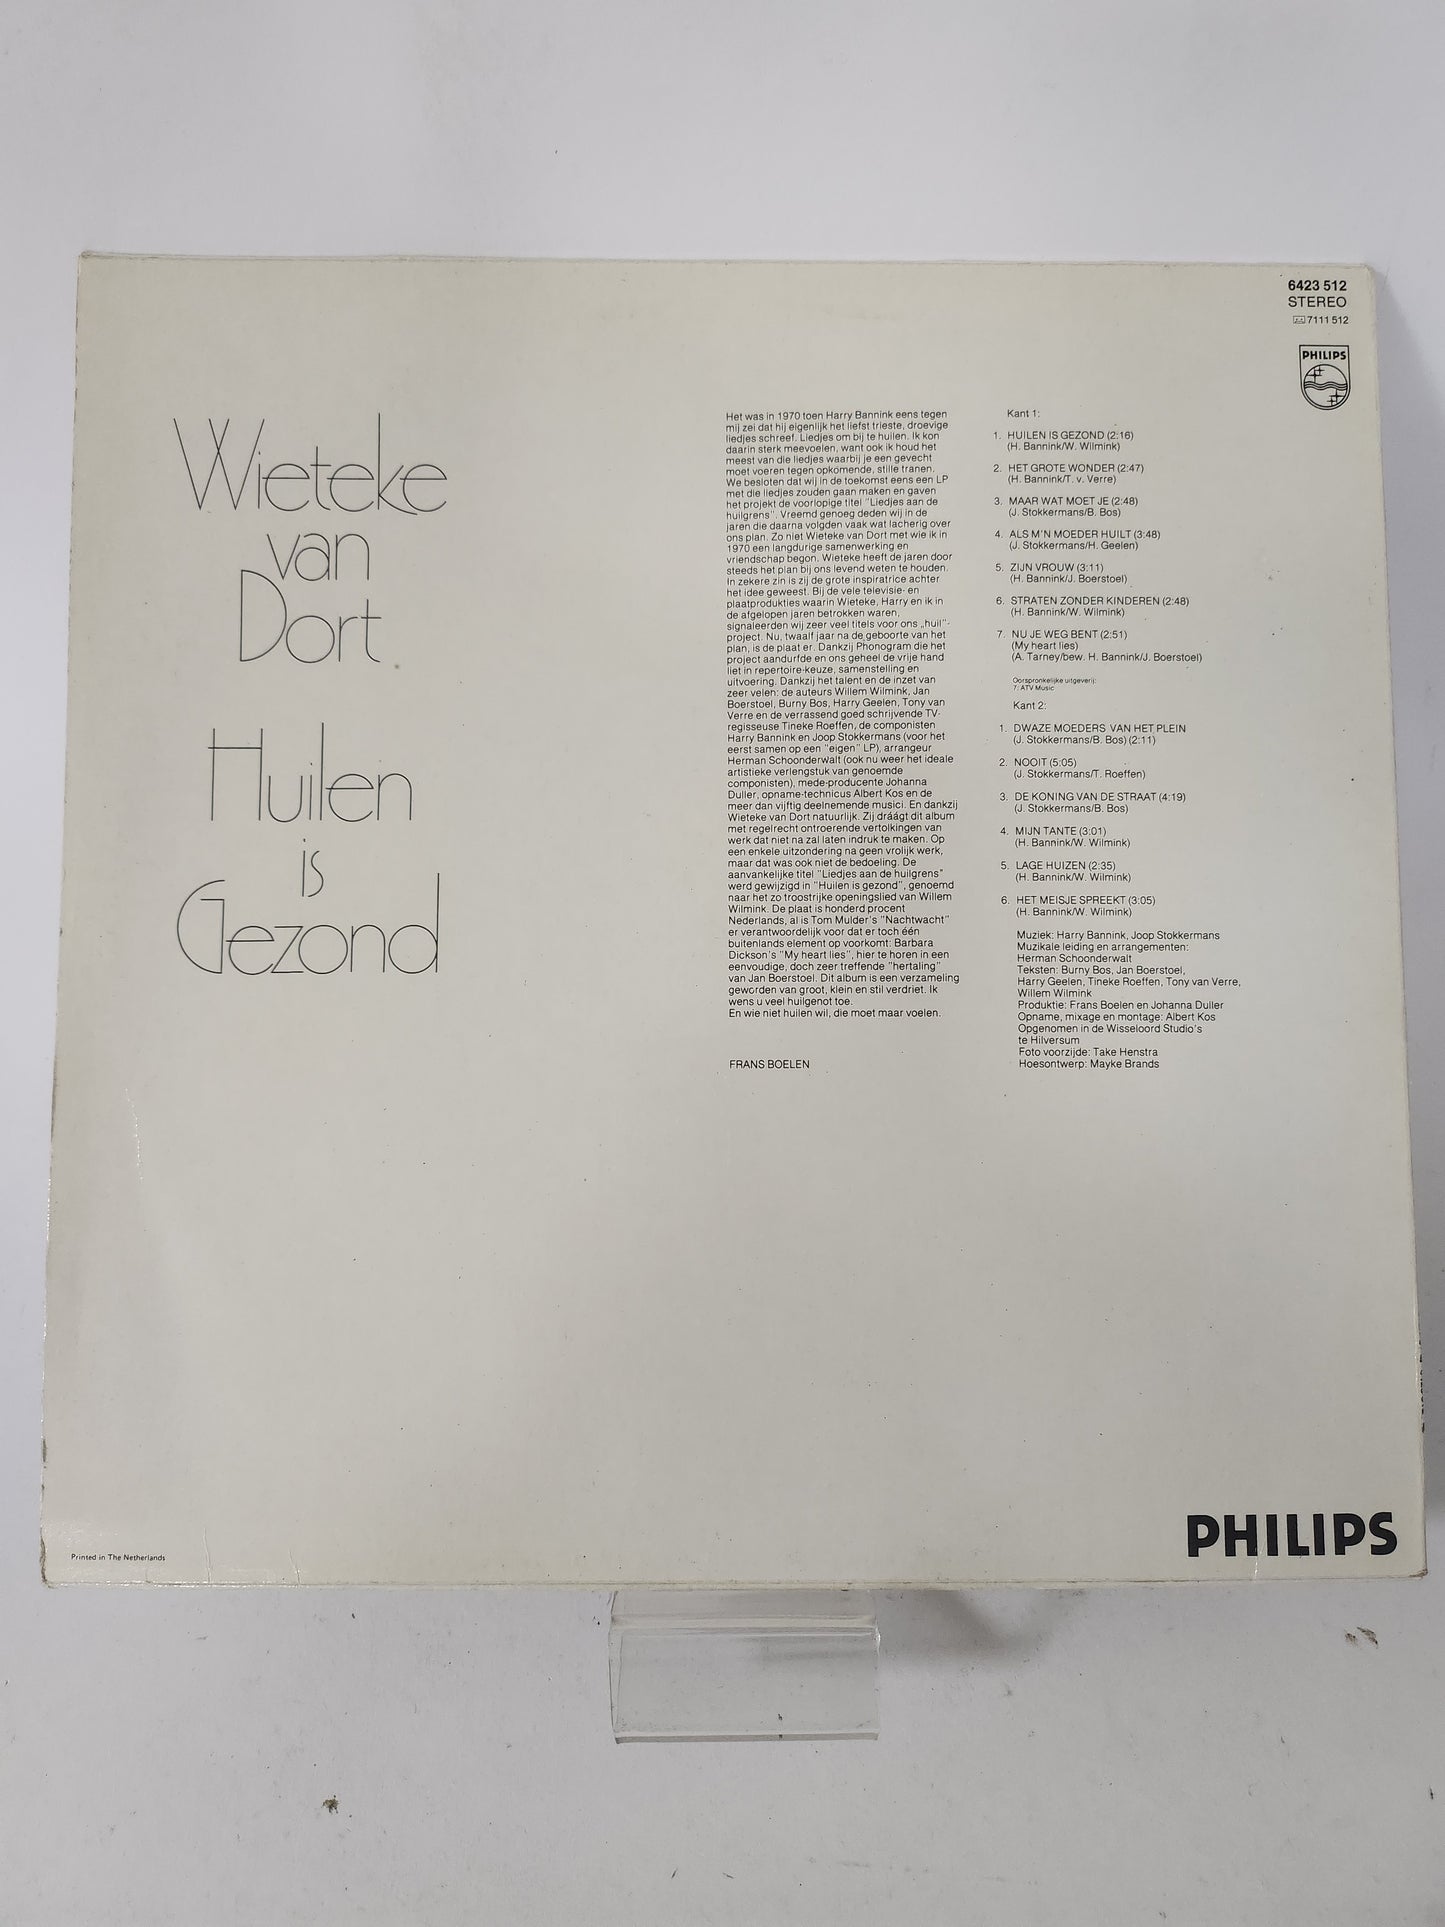 6423 512
STEREO
7111 512
PHILIPS
Wieteke
van
Dort
Huilen
is
Gezond
Het was in 1970 toen Harry Bannink eens tegen
mij zei dat hij eigenlijk het liefst trieste, droevige
liedjes schreef. Liedjes om bij te huilen. Ik kon
daarin sterk meevoelen, want ook ik houd het
meest van die liedjes waarbij je een gevecht
moet voeren tegen opkomende, stille tranen.
We besloten dat wij in de toekomst eens een LP
met die liedjes zouden gaan maken en gaven
het projekt de voorlopige titel "Liedjes aan de
huilgrens". Vreemd genoeg deden wij in de
jaren die daarna volgden vaak wat lacherig over
ons plan. Zo niet Wieteke van Dort met wie ik in
1970 een langdurige samenwerking en
vriendschap begon. Wieteke heeft de jaren door
steeds het plan bij ons levend weten te houden.
In zekere zin is zij de grote inspiratrice achter
het idee geweest. Bij de vele televisie- en
plaatprodukties waarin Wieteke, Harry en ik in
de afgelopen jaren betrokken waren,
signaleerden wij zeer veel titels voor ons „huil"-
project. Nu, twaalf jaar na de geboorte van het
plan, is de plaat er. Dankzij Phonogram die het
project aandurfde en ons geheel de vrije hand
liet in repertoire-keuze, samenstelling en
uitvoering. Dankzij het talent en de inzet van
zeer velen: de auteurs Willem Wilmink, Jan
Boerstoel, Burny Bos, Harry Geelen, Tony van
Verre en de verrassend goed schrijvende TV-
regisseuse Tineke Roeffen, de componisten
Harry Bannink en Joop Stokkermans (voor het
eerst samen op een "eigen" LP), arrangeur
Herman Schoonderwalt (ook nu weer het ideale
artistieke verlengstuk van genoemde
componisten), mede-producente Johanna
Duller, opname-technicus Albert Kos en de
meer dan vijftig deelnemende musici. En dankzij
Wieteke van Dort natuurlijk. Zij dráágt dit album
met regelrecht ontroerende vertolkingen van
werk dat niet na zal laten indruk te maken. Op
een enkele uitzondering na geen vrolijk werk,
maar dat was ook niet de bedoeling. De
aanvankelijke titel "Liedjes aan de huilgrens"
werd gewijzigd in "Huilen is gezond", genoemd
naar het zo troostrijke openingslied van Willem
Wilmink. De plaat is honderd procent
Nederlands, al is Tom Mulder's "Nachtwacht"
er verantwoordelijk voor dat er toch één
buitenlands element op voorkomt: Barbara
Dickson's "My heart lies", hier te horen in een
eenvoudige, doch zeer treffende "hertaling"
van Jan Boerstoel. Dit album is een verzameling
geworden van groot, klein en stil verdriet. Ik
wens u veel huilgenot toe.
En wie niet huilen wil, die moet maar voelen.
FRANS BOELEN
Kant 1:
1. HUILEN IS GEZOND (2:16)
(H. Bannink/W. Wilmink)
2. HET GROTE WONDER (2:47)
(H. Bannink/T. v. Verre)
3. MAAR WAT MOET JE (2:48)
(J. Stokkermans/B. Bos)
4. ALS M'N MOEDER HUILT (3:48)
(J. Stokkermans/H. Geelen)
5. ZIJN VROUW (3:11)
(H. Bannink/J. Boerstoel)
6. STRATEN ZONDER KINDEREN (2:48)
(H. Bannink/W. Wilmink)
7. NU JE WEG BENT (2:51)
(My heart lies)
(A. Tarney/bew. H. Bannink/J. Boerstoel)
Oorspronkelijke uitgeverij:
7: ATV Music
Kant 2:
1. DWAZE MOEDERS VAN HET PLEIN
(J. Stokkermans/B. Bos) (2:11)
2. NOOIT (5:05)
(J. Stokkermans/T. Roeffen)
3. DE KONING VAN DE STRAAT (4:19)
(J. Stokkermans/B. Bos)
4. MIJN TANTE (3:01)
(H. Bannink/W. Wilmink)
5. LAGE HUIZEN (2:35)
(H. Bannink/W. Wilmink)
6. HET MEISJE SPREEKT (3:05)
(H. Bannink/W. Wilmink)
Muziek: Harry Bannink, Joop Stokkermans
Muzikale leiding en arrangementen:
Herman Schoonderwalt
Teksten: Burny Bos, Jan Boerstoel,
Harry Geelen, Tineke Roeffen, Tony van Verre,
Willem Wilmink
Produktie: Frans Boelen en Johanna Duller
Opname, mixage en montage: Albert Kos
Opgenomen in de Wisseloord Studio's
te Hilversum
Foto voorzijde: Take Henstra
Hoesontwerp: Mayke Brands
Printed in The Netherlands
PHILIPS